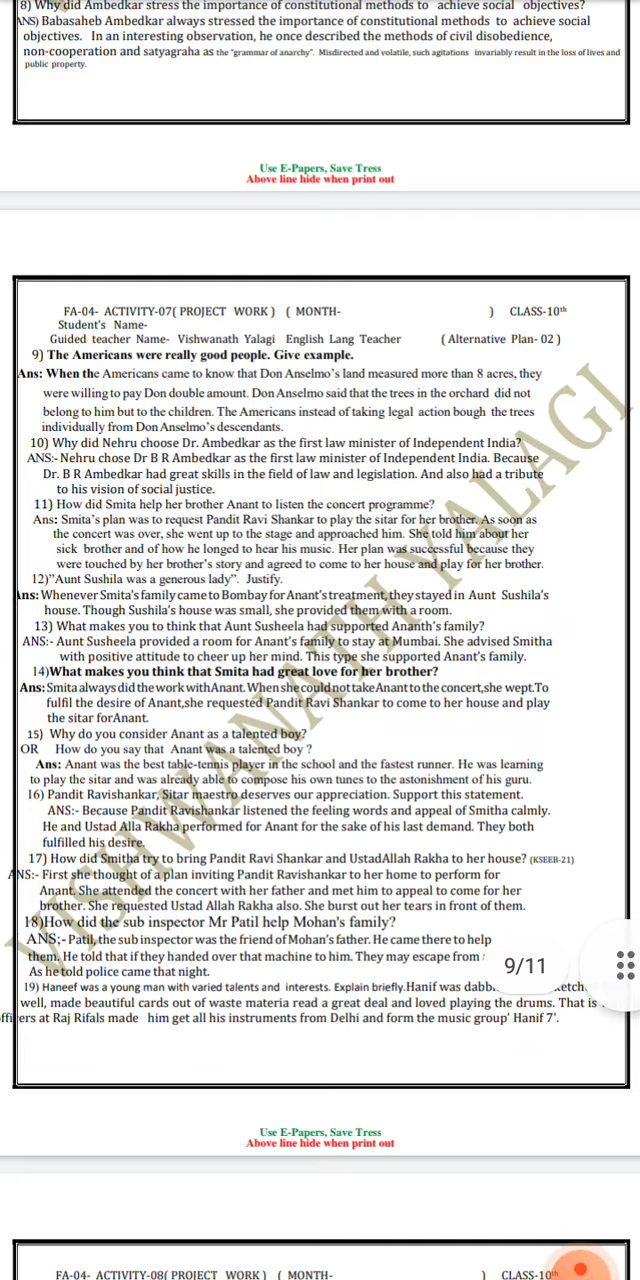 8) Why did Ambedkar stress the importance of constitutional methods to achieve social objectives?
ANS) Babasaheb Ambedkar always stressed the importance of constitutional methods to achieve social
objectives. In an interesting observation, he once described the methods of civil disobedience,
non-cooperation and satyagraha as the "grammar of anarchy". Misdirected and volatile, such agitations invariably result in the loss of lives and
public property.
Use E-Papers, Save Tress
Above line hide when print out
FA-04- ACTIVITY-07( PROJECT WORK ) ( MONTH- ) CLASS-10th
Student's Name-
Guided teacher Name- Vishwanath Yalagi English Lang Teacher ( Alternative Plan- 02 )
9) The Americans were really good people. Give example.
Ans: When the Americans came to know that Don Anselmo's land measured more than 8 acres, they
were willing to pay Don double amount. Don Anselmo said that the trees in the orchard did not
belong to him but to the children. The Americans instead of taking legal action bough the trees
individually from Don Anselmo's descendants.
10) Why did Nehru choose Dr. Ambedkar as the first law minister of Independent India?
ANS:- Nehru chose Dr B R Ambedkar as the first law minister of Independent India. Because
Dr. B R Ambedkar had great skills in the field of law and legislation. And also had a tribute
to his vision of social justice.
11) How did Smita help her brother Anant to listen the concert programme?
Ans: Smita's plan was to request Pandit Ravi Shankar to play the sitar for her brother. As soon as
the concert was over, she went up to the stage and approached him. She told him about her
sick brother and of how he longed to hear his music. Her plan was successful because they
were touched by her brother's story and agreed to come to her house and play for her brother.
12)"Aunt Sushila was a generous lady". Justify.
Ans: Whenever Smita's family came to Bombay for Anant's treatment, they stayed in Aunt Sushila's
house. Though Sushila's house was small, she provided them with a room.
13) What makes you to think that Aunt Susheela had supported Ananth's family?
ANS:- Aunt Susheela provided a room for Anant's family to stay at Mumbai. She advised Smitha
with positive attitude to cheer up her mind. This type she supported Anant's family.
14)What makes you think that Smita had great love for her brother?
Ans: Smita always did the work with Anant. When she could not take Anant to the concert,she wept.To
fulfil the desire of Anant,she requested Pandit Ravi Shankar to come to her house and play
the sitar forAnant.
15) Why do you consider Anant as a talented boy?
OR How do you say that Anant was a talented boy ?
Ans: Anant was the best table-tennis player in the school and the fastest runner. He was learning
to play the sitar and was already able to compose his own tunes to the astonishment of his guru.
16) Pandit Ravishankar, Sitar maestro deserves our appreciation. Support this statement.
ANS:- Because Pandit Ravishankar listened the feeling words and appeal of Smitha calmly.
He and Ustad Alla Rakha performed for Anant for the sake of his last demand. They both
fulfilled his desire.
17) How did Smitha try to bring Pandit Ravi Shankar and UstadAllah Rakha to her house? (KSEEB-21)
ANS:- First she thought of a plan inviting Pandit Ravishankar to her home to perform for
Anant. She attended the concert with her father and met him to appeal to come for her
brother. She requested Ustad Allah Rakha also. She burst out her tears in front of them.
18)How did the sub inspector Mr Patil help Mohan's family?
ANS;- Patil, the sub inspector was the friend of Mohan's father. He came there to help
them. He told that if they handed over that machine to him. They may escape from
As he told police came that night.
9/11
19) Haneef was a young man with varied talents and interests. Explain briefly.Hanif was dabb
well, made beautiful cards out of waste materia read a great deal and loved playing the drums. That is
officers at Raj Rifals made him get all his instruments from Delhi and form the music group' Hanif 7'.
Use E-Papers, Save Tress
Above line hide when print out
FA-04- ACTIVITY-08( PROJECT WORK ) ( MONTH- ) CLASS-10th
VISHWANATH YALAGI